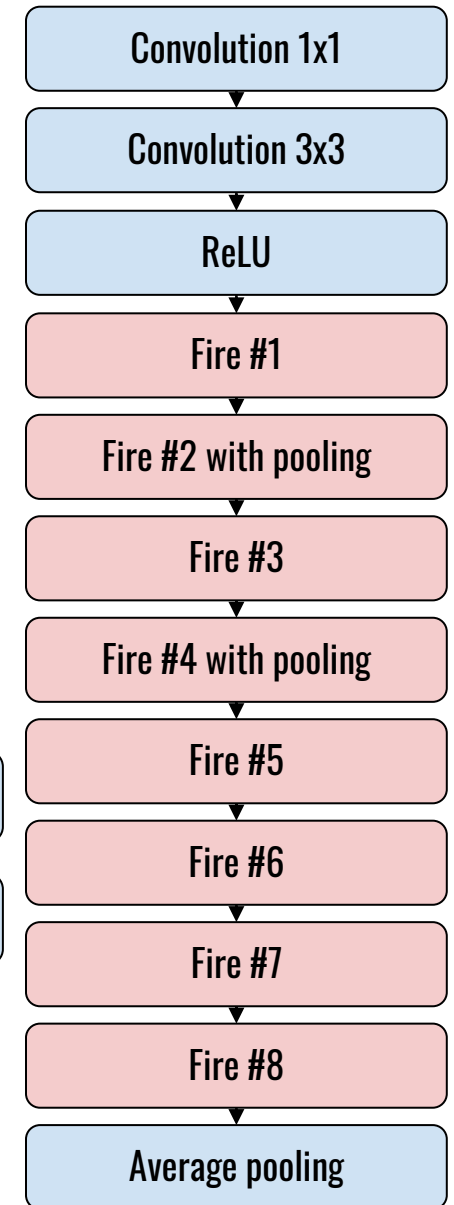 Convolution 1x1
Convolution 3x3
ReLU
Fire #1
Fire #2 with pooling
Fire #3
Fire #4 with pooling
Fire #5
Fire #6
Fire #7
Fire #8
Average pooling